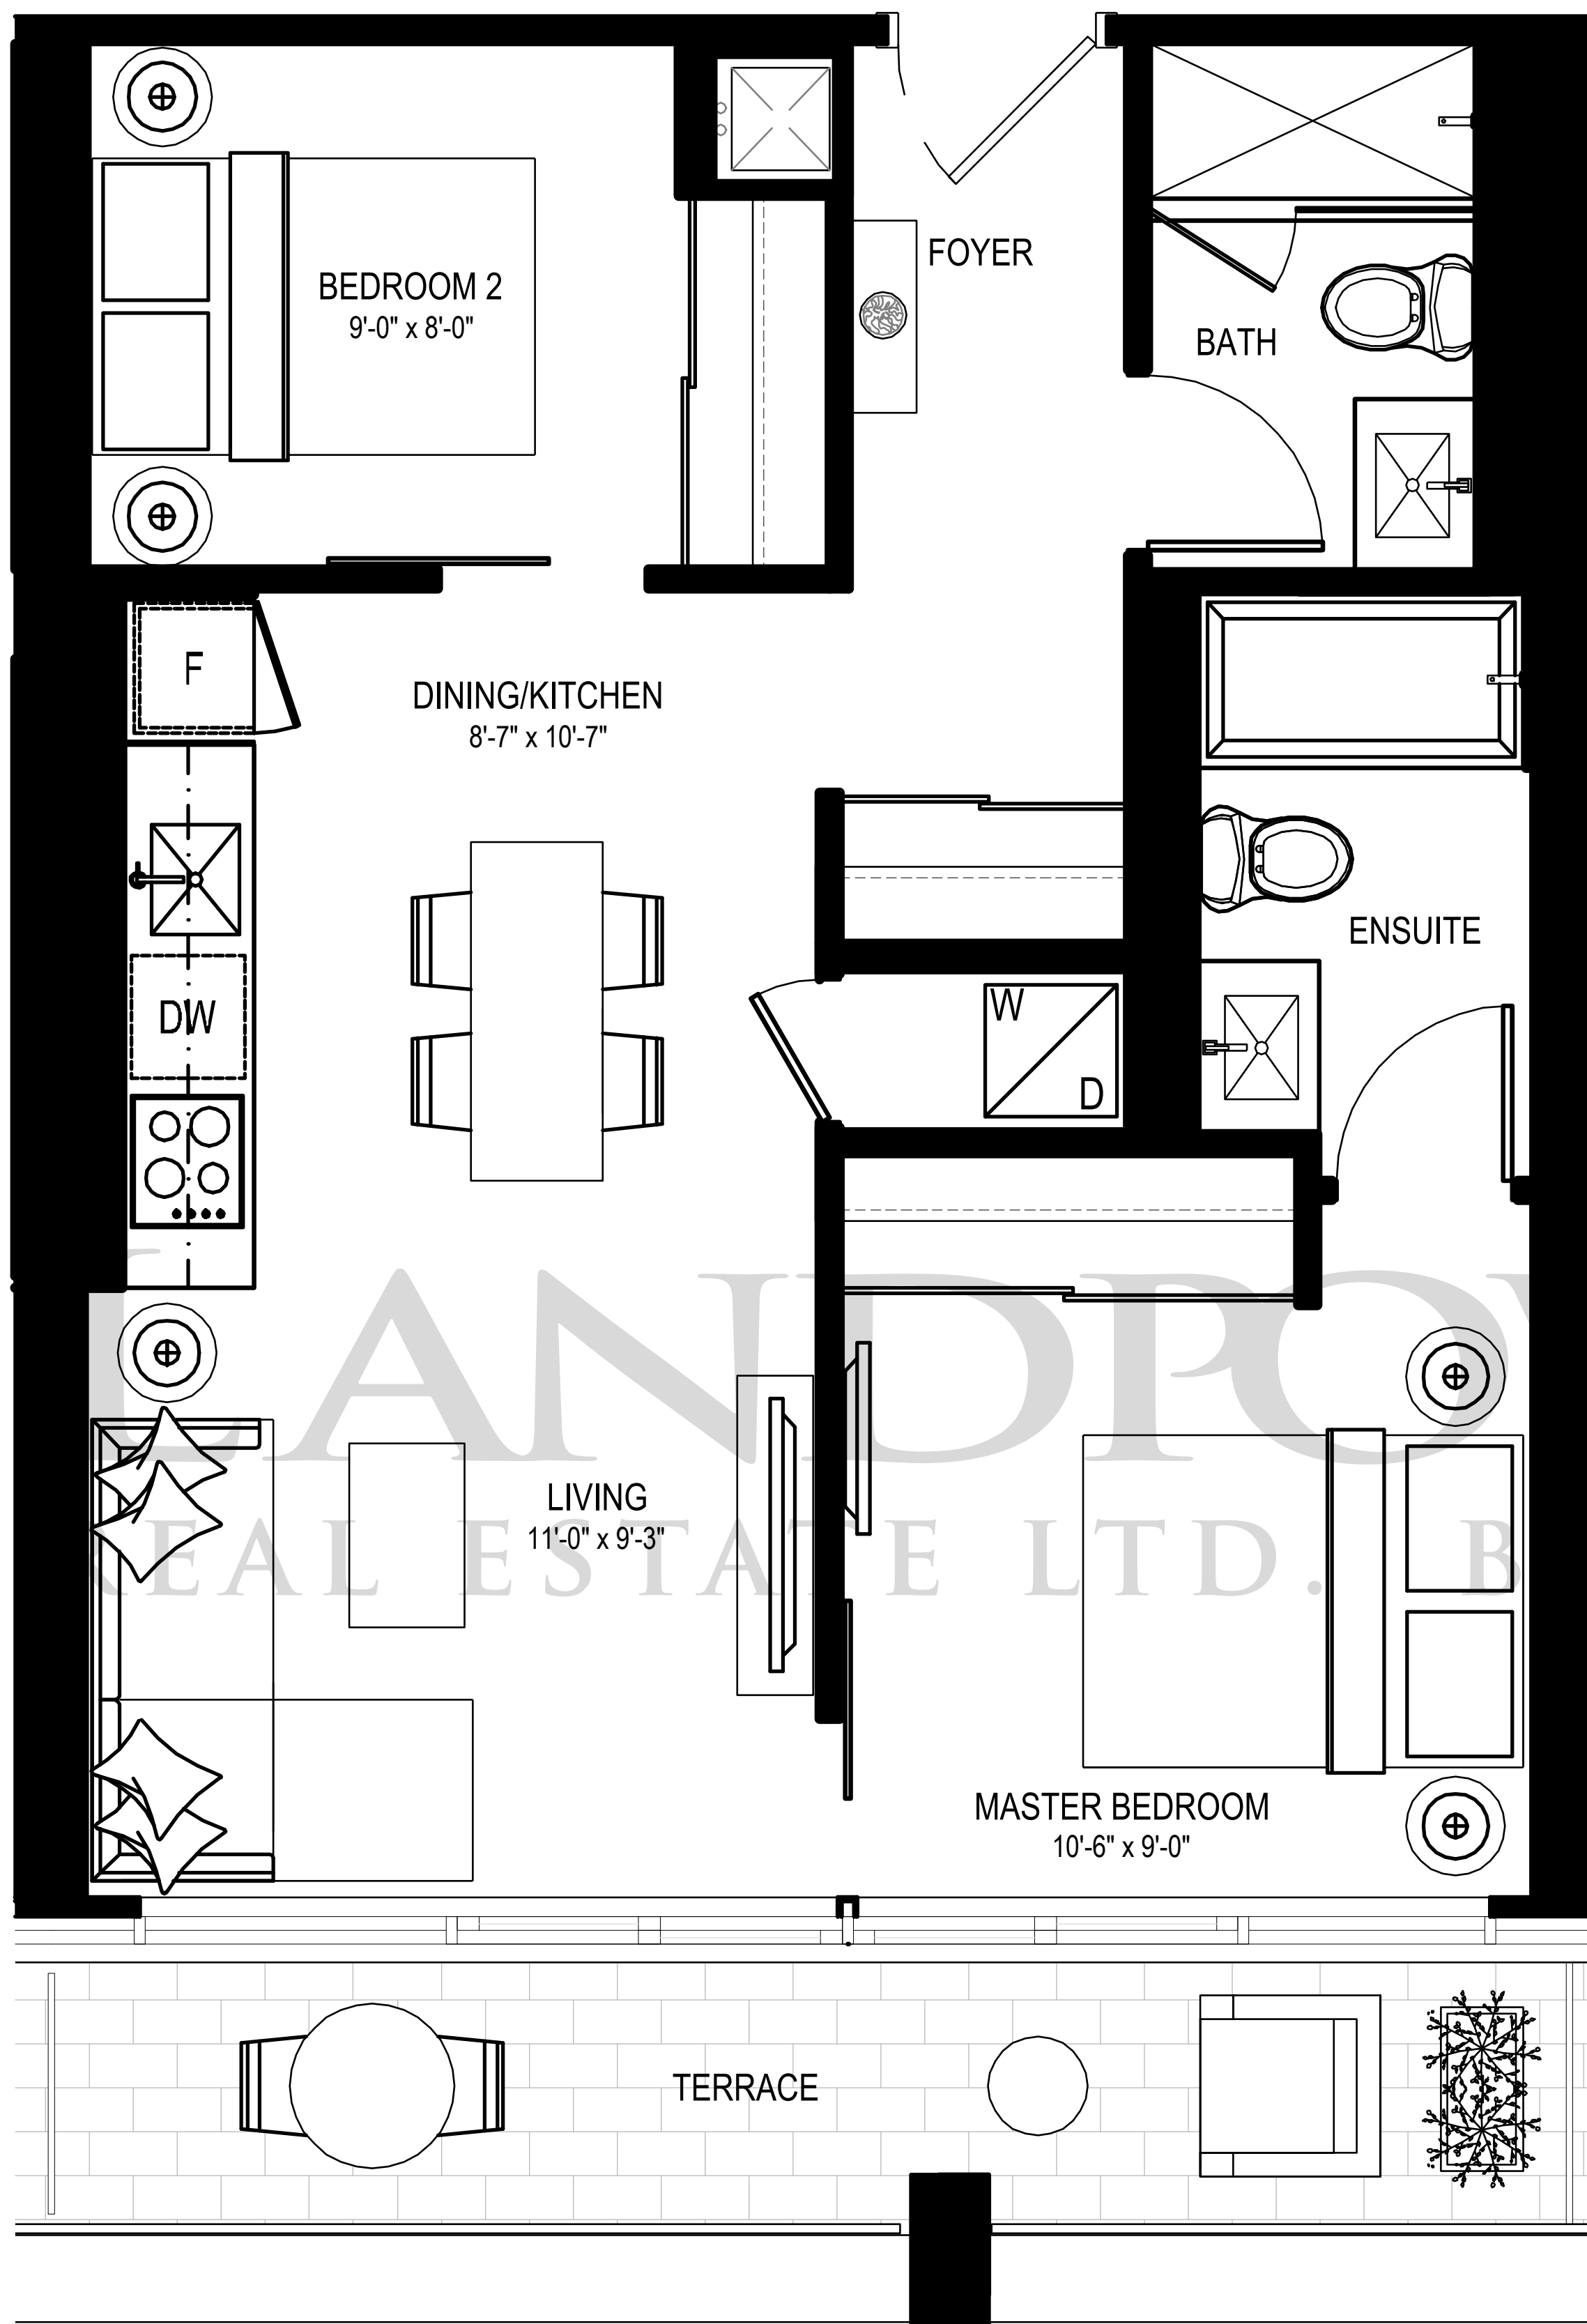 FOYER
BEDROOM 2
9'-0" x 8'-0"
BATH
F
DINING/KITCHEN
8'-7" x 10'-7"
ENSUITE
DW
W
D
LANDPO
LIVING
11'-0" x 9'-3"
REAL ESTATE LTD. B
MASTER BEDROOM
10'-6" x 9'-0"
TERRACE